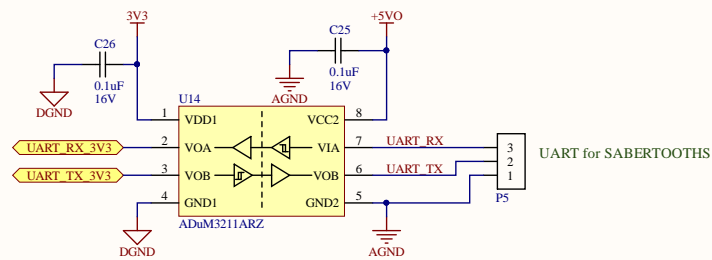 3V3
+5VO
C26
0.1uF
16V
DGND
C25
0.1uF
16V
AGND
U14
1 VDD1 VCC2 8
UART_RX_3V3 2 VOA VIA 7 UART_RX 3
UART_TX_3V3 3 VOB VOB 6 UART_TX 2
4 GND1 GND2 5 1
UART for SABERTOOTHS
P5
ADuM3211ARZ
DGND
AGND